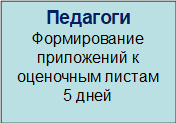 Педагоги
Формирование
приложений к
оценочным листам
5 дней